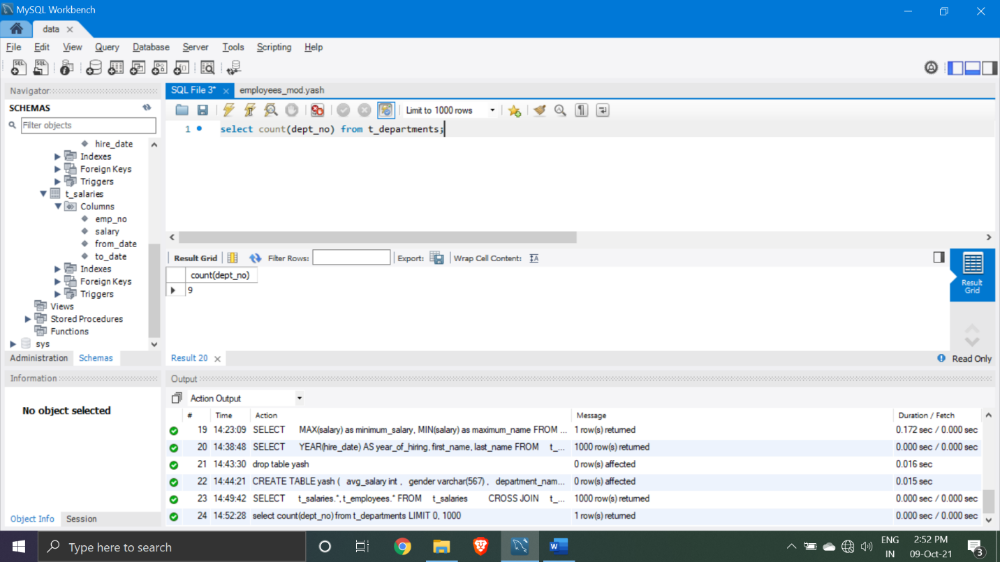 MySQL Workbench
data
File Edit View Query Database Server Tools Scripting Help
Navigator
SCHEMAS
Filter objects
hire_date
Indexes
Foreign Keys
Triggers
t_salaries
Columns
emp_no
salary
from_date
to_date
Indexes
Foreign Keys
Triggers
Views
Stored Procedures
Functions
sys
Administration Schemas
Information
No object selected
Object Info Session
SQL File 3* employees_mod.yash
Limit to 1000 rows
1 select count(dept_no) from t_departments;
Result Grid Filter Rows: Export: Wrap Cell Content:
count(dept_no)
9
Result Grid
Result 20 Read Only
Output
Action Output
# Time Action Message Duration / Fetch
19 14:23:09 SELECT MAX(salary) as minimum_salary, MIN(salary) as maximum_name FROM ... 1 row(s) returned 0.172 sec / 0.000 sec
20 14:38:48 SELECT YEAR(hire_date) AS year_of_hiring, first_name, last_name FROM t_... 1000 row(s) returned 0.000 sec / 0.000 sec
21 14:43:30 drop table yash 0 row(s) affected 0.016 sec
22 14:44:21 CREATE TABLE yash ( avg_salary int , gender varchar(567) , department_nam... 0 row(s) affected 0.015 sec
23 14:49:42 SELECT t_salaries.*, t_employees.* FROM t_salaries CROSS JOIN t_... 1000 row(s) returned 0.000 sec / 0.000 sec
24 14:52:28 select count(dept_no) from t_departments LIMIT 0, 1000 1 row(s) returned 0.000 sec / 0.000 sec
Type here to search
ENG
IN
2:52 PM
09-Oct-21
3